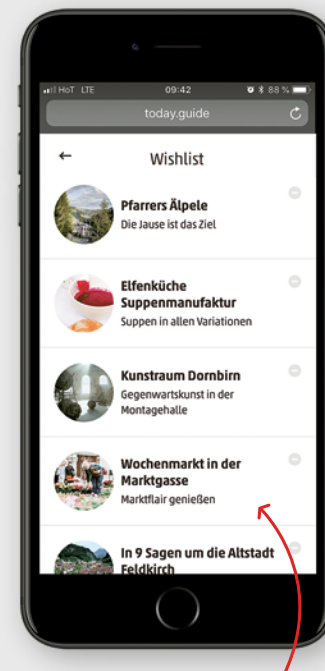 HoT LTE 09:42 88 %
today.guide
Wishlist
Pfarrers Älpele
Die Jause ist das Ziel
Elfenküche
Suppenmanufaktur
Suppen in allen Variationen
Kunstraum Dornbirn
Gegenwartskunst in der
Montagehalle
Wochenmarkt in der
Marktgasse
Marktflair genießen
In 9 Sagen um die Altstadt
Feldkirch